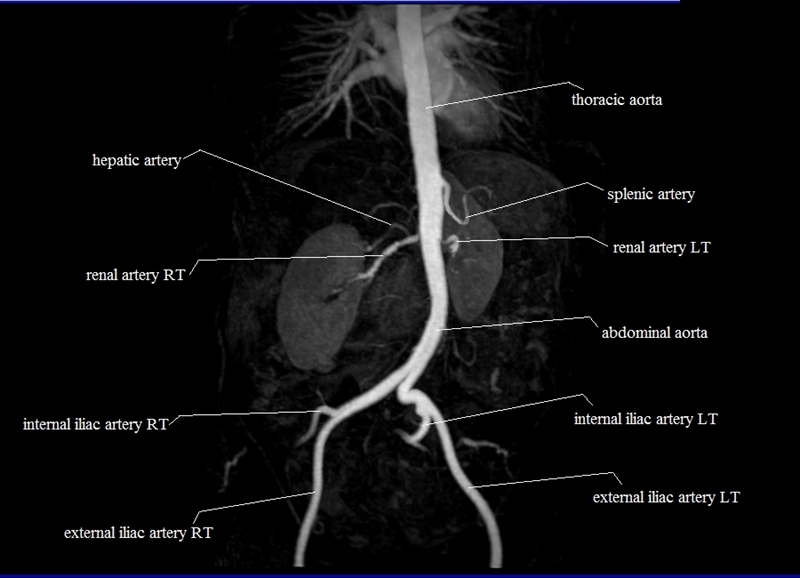 thoracic aorta
hepatic artery
splenic artery
renal artery LT
renal artery RT
abdominal aorta
internal iliac artery RT
internal iliac artery LT
external iliac artery LT
external iliac artery RT